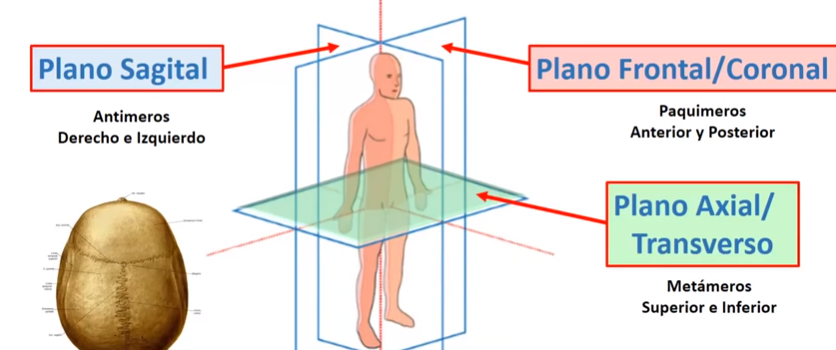 Plano Sagital
Antimeros
Derecho e Izquierdo
Plano Frontal/Coronal
Paquimeros
Anterior y Posterior
Plano Axial/
Transverso
Metámeros
Superior e Inferior